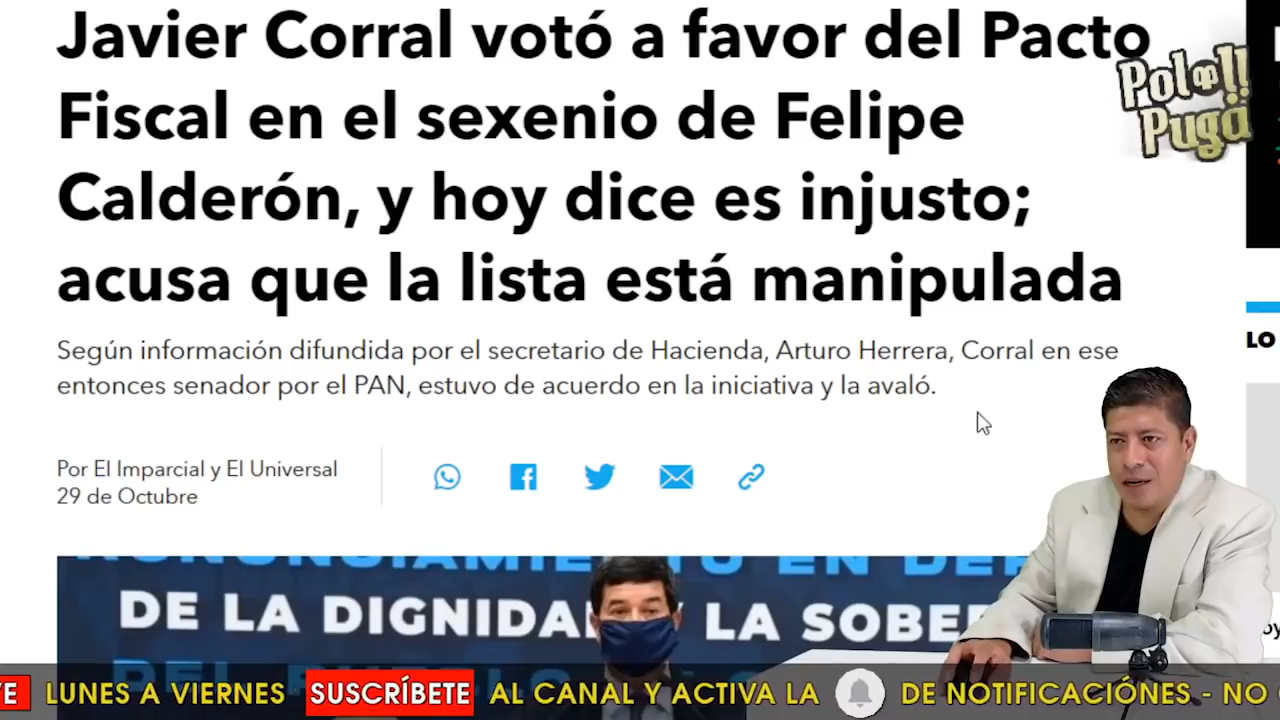 Javier Corral votó a favor del Pacto
Fiscal en el sexenio de Felipe
Calderón, y hoy dice es injusto;
acusa que la lista está manipulada
Polo!!
Pugä
Según información difundida por el secretario de Hacienda, Arturo Herrera, Corral en ese
entonces senador por el PAN, estuvo de acuerdo en la iniciativa y la avaló.
LO
Por El Imparcial y El Universal
29 de Octubre
DE LA DIGNIDA Y LA SOBE
LUNES A VIERNES SUSCRÍBETE AL CANAL Y ACTIVA LA DE NOTIFICACIÓNES - NO